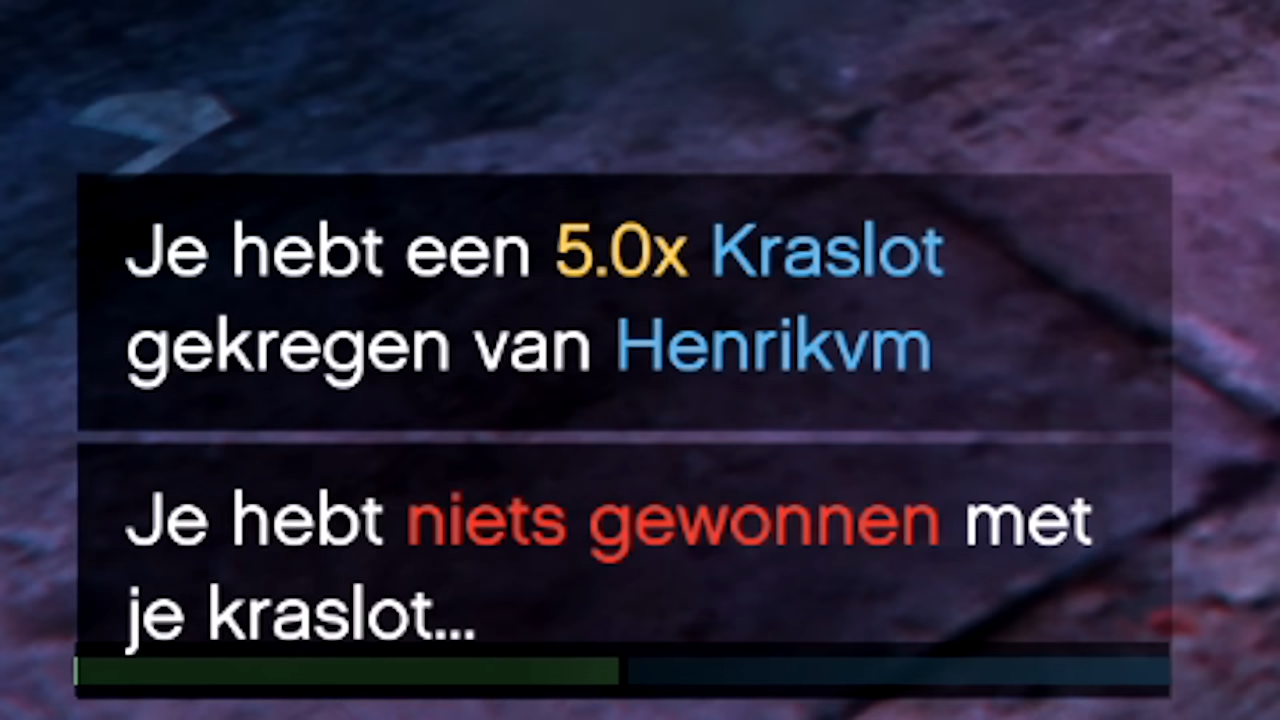 Je hebt een 5.0x Kraslot
gekregen van Henrikvm
Je hebt niets gewonnen met
je kraslot...